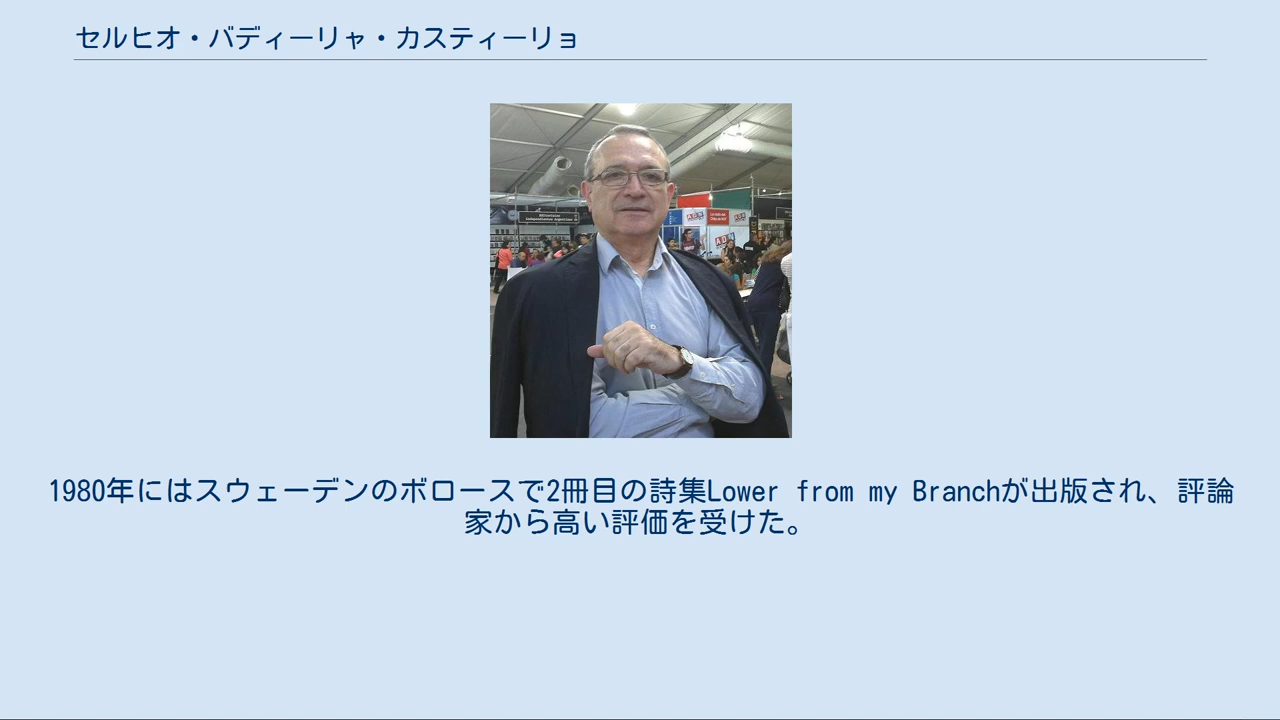 セルヒオ・バディーリャ・カスティーリョ
1980年にはスウェーデンのボロースで2冊目の詩集Lower from my Branchが出版され、評論
家から高い評価を受けた。